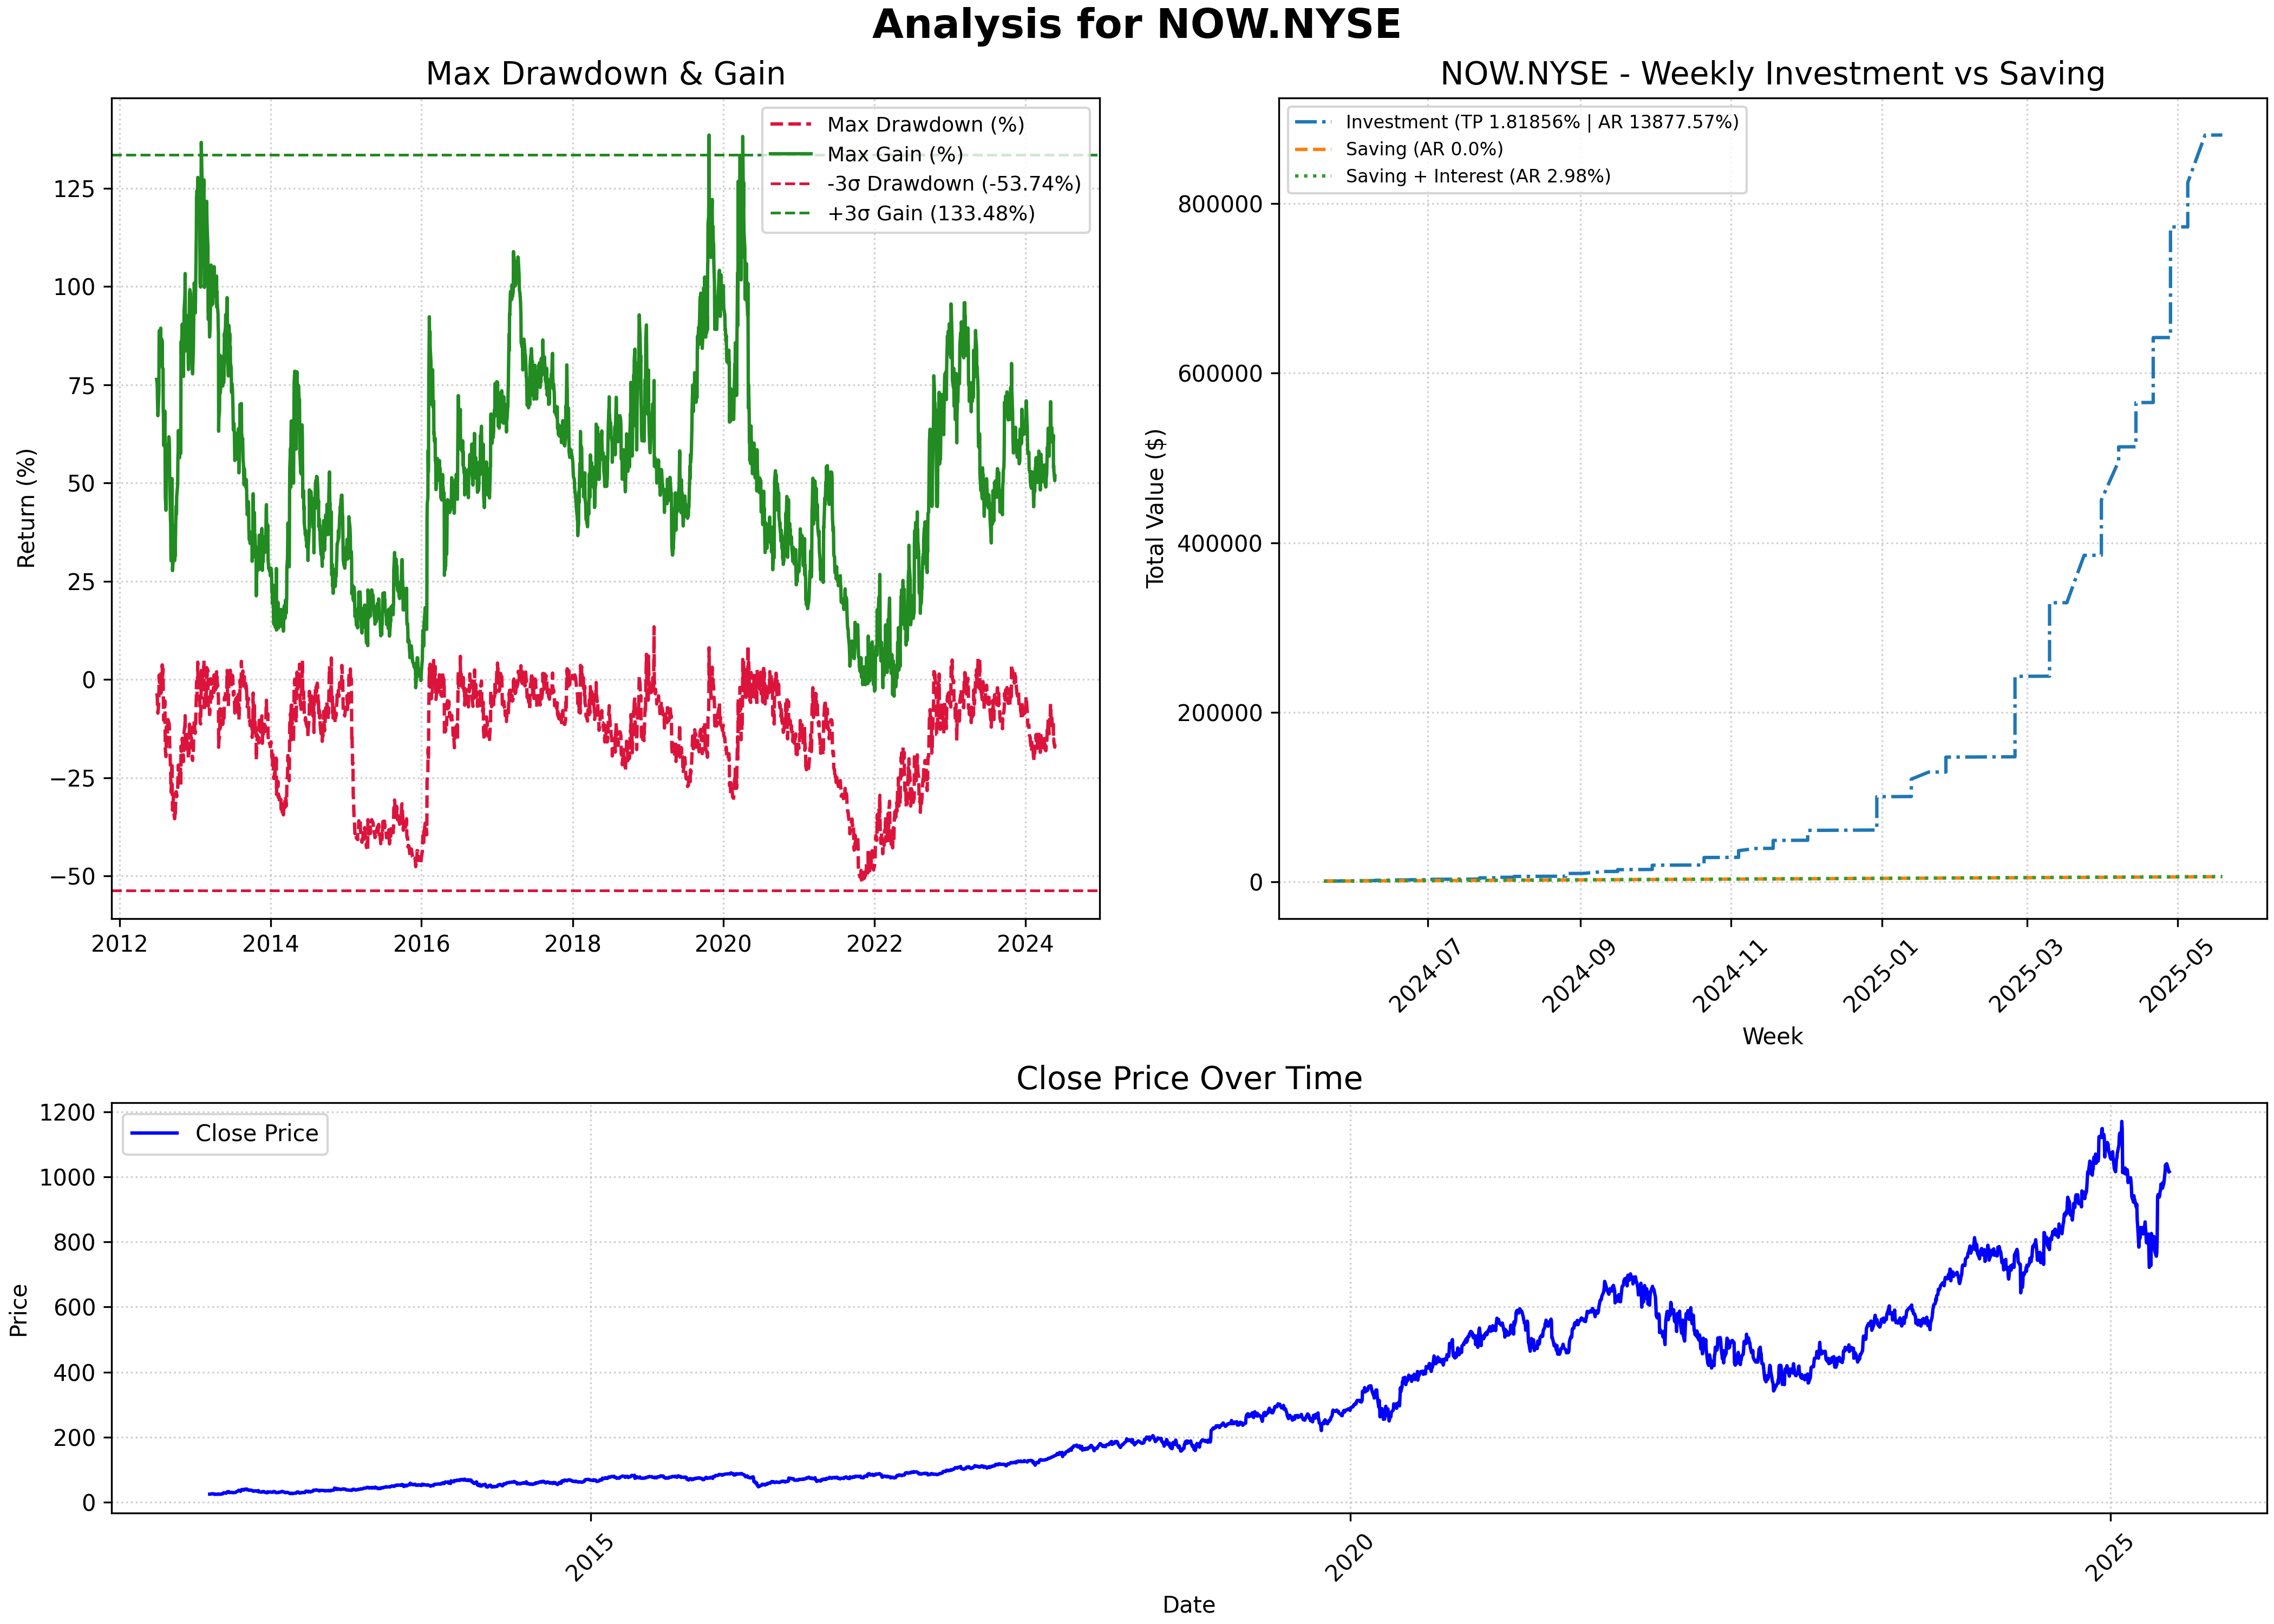 Analysis for NOW.NYSE
Max Drawdown & Gain
Return (%)
125
100
75
50
25
0
−25
−50
2012
2014
2016
2018
2020
2022
2024
Max Drawdown (%)
Max Gain (%)
-3σ Drawdown (-53.74%)
+3σ Gain (133.48%)
NOW.NYSE - Weekly Investment vs Saving
Total Value ($)
800000
600000
400000
200000
0
Investment (TP 1.81856% | AR 13877.57%)
Saving (AR 0.0%)
Saving + Interest (AR 2.98%)
2024-07
2024-09
2024-11
2025-01
2025-03
2025-05
Week
Close Price Over Time
Price
1200
1000
800
600
400
200
0
Close Price
2015
2020
2025
Date